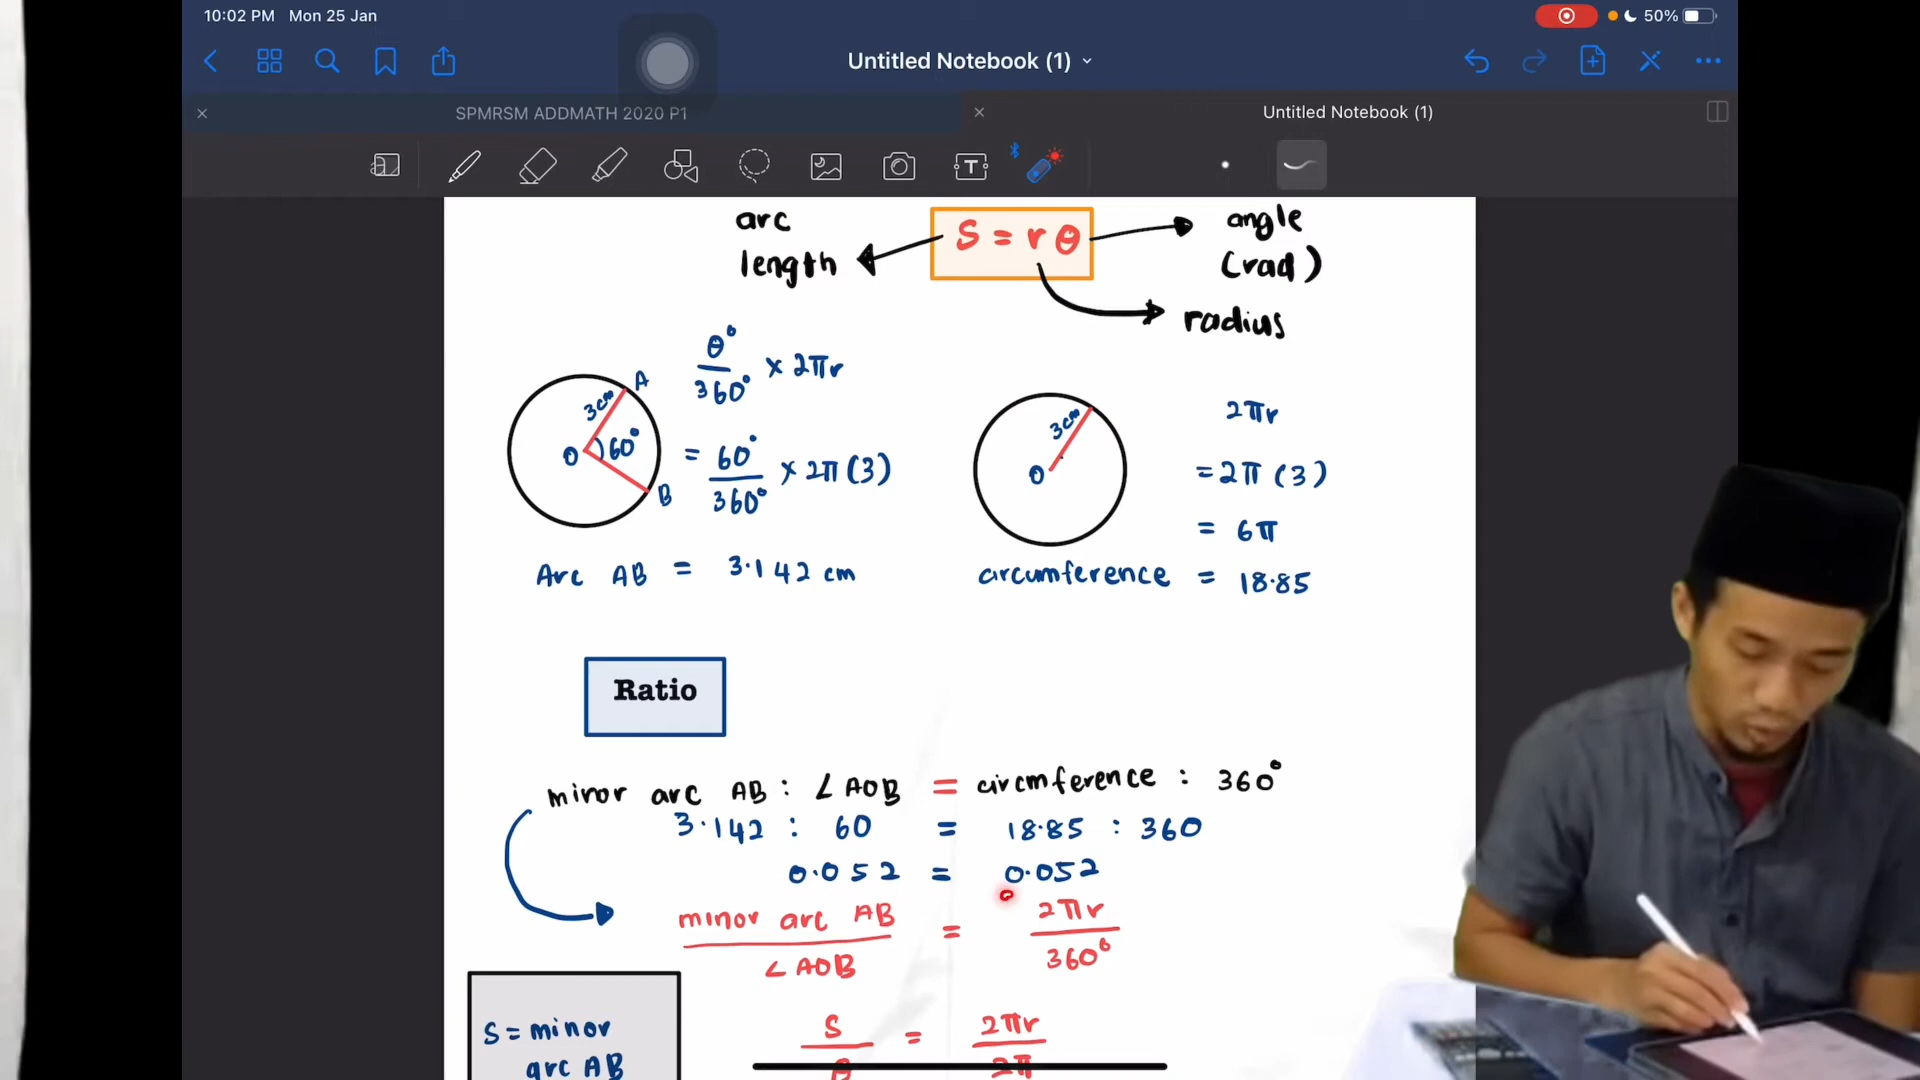 10:02 PM Mon 25 Jan
50%
Untitled Notebook (1)
SPMRSM ADDMATH 2020 P1
Untitled Notebook (1)
T
arc
length
S = r θ
angle
(rad)
radius
θ°/360° × 2πr
A
3cm
O
60°
B
= 60°/360° × 2π(3)
Arc AB = 3.142 cm
3cm
O
2πr
= 2π (3)
= 6π
circumference = 18.85
Ratio
minor arc AB : ∠AOB = circmference : 360°
3.142 : 60 = 18.85 : 360
0.052 = 0.052
minor arc AB/∠AOB = 2πr/360°
S/θ = 2πr/2π
S = minor
arc AB